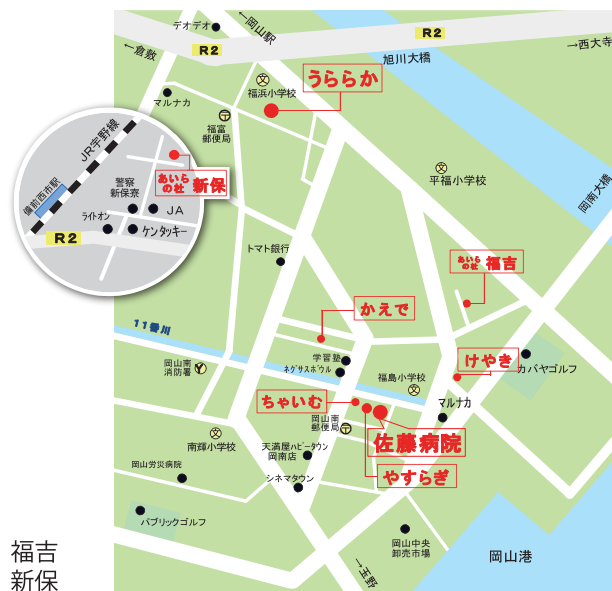 デオデオ
←岡山駅
R2
R2
→西大寺
←倉敷
旭川大橋
うららか
福浜小学校
マルナカ
福富
郵便局
JR宇野線
平福小学校
岡南大橋
あいら
の杜 新保
備前西市駅
警察
新保寮
JA
ライトオン
ケンタッキー
R2
トマト銀行
あいら
の杜 福吉
かえで
11番川
学習塾
ネグサスボウル
岡山南
消防署
けやき
カバヤゴルフ
福島小学校
ちゃいむ
マルナカ
岡山南
郵便局
佐藤病院
南輝小学校
天満屋ハピータウン
岡南店
やすらぎ
岡山労災病院
シネマタウン
パブリックゴルフ
岡山中央
卸売市場
岡山港
→玉野
福吉
新保